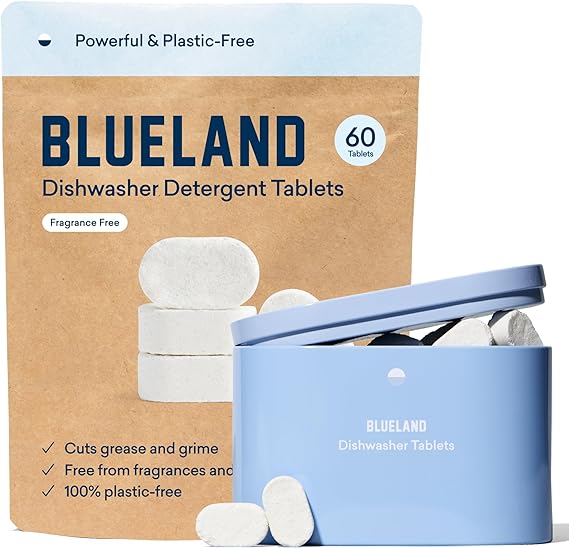 Powerful & Plastic-Free
BLUELAND
60
Tablets
Dishwasher Detergent Tablets
Fragrance Free
✓ Cuts grease and grime
✓ Free from fragrances and
✓ 100% plastic-free
BLUELAND
Dishwasher Tablets